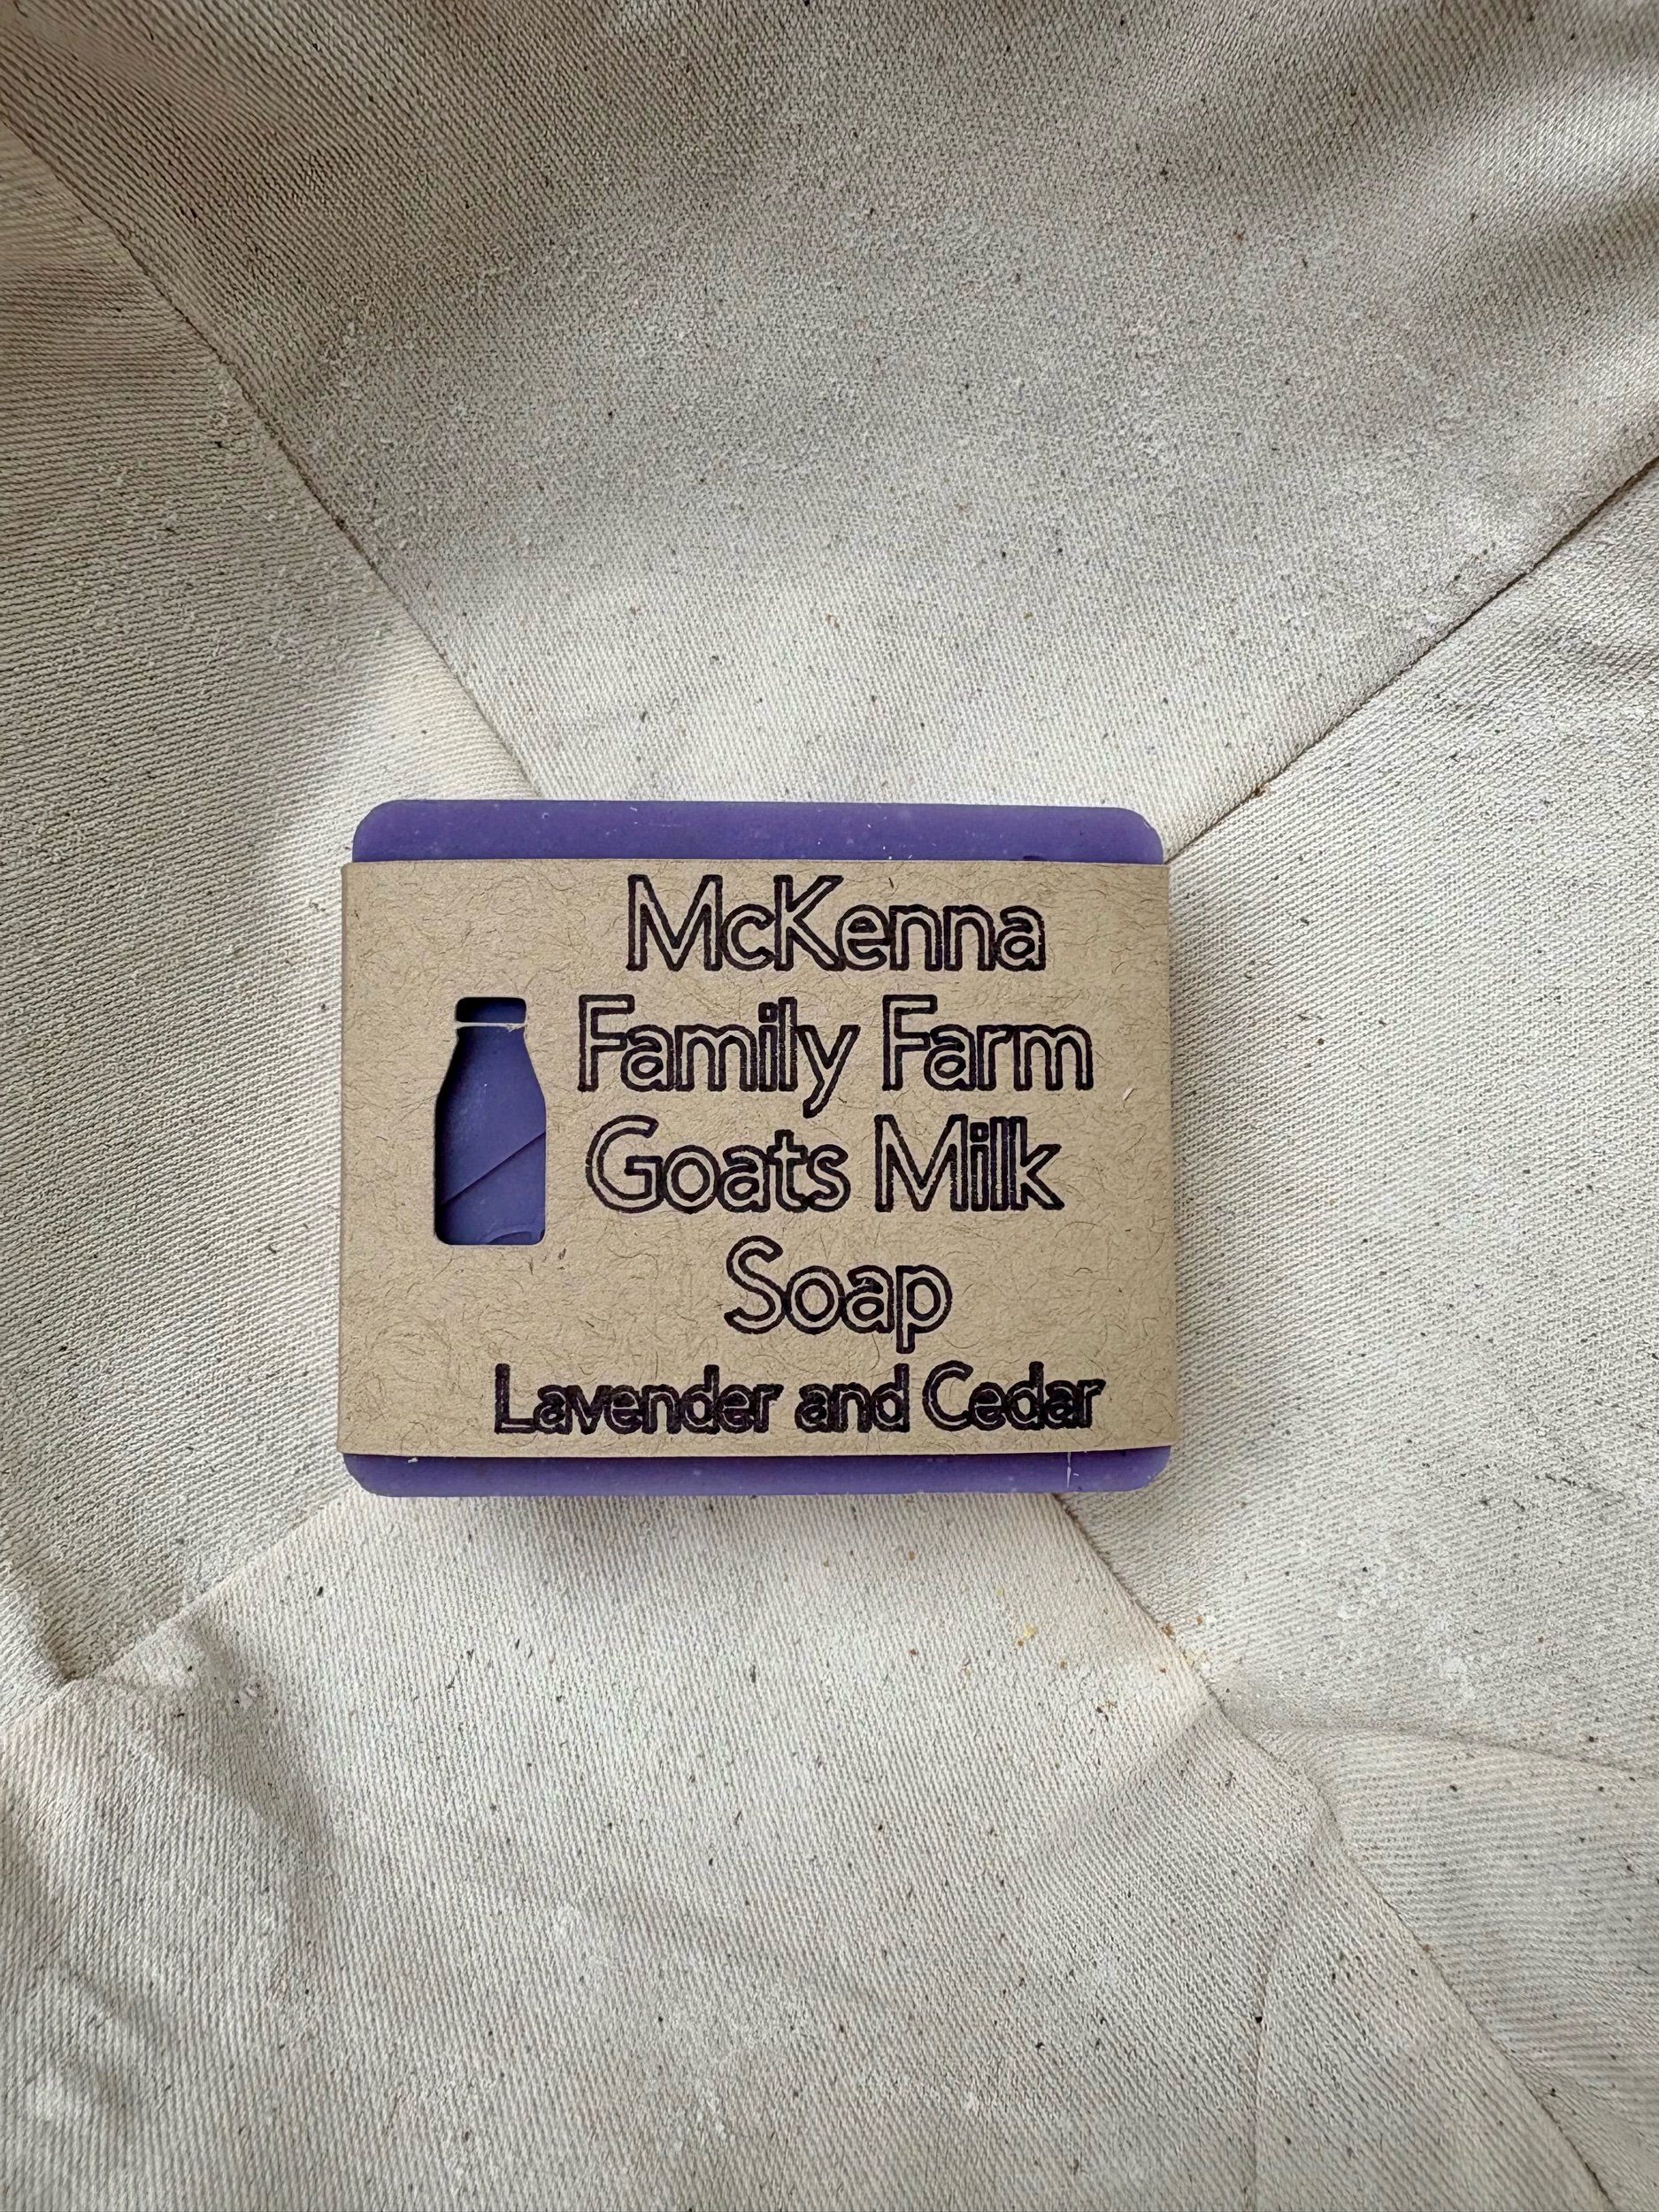 McKenna
Family Farm
Goats Milk
Soap
Lavender and Cedar